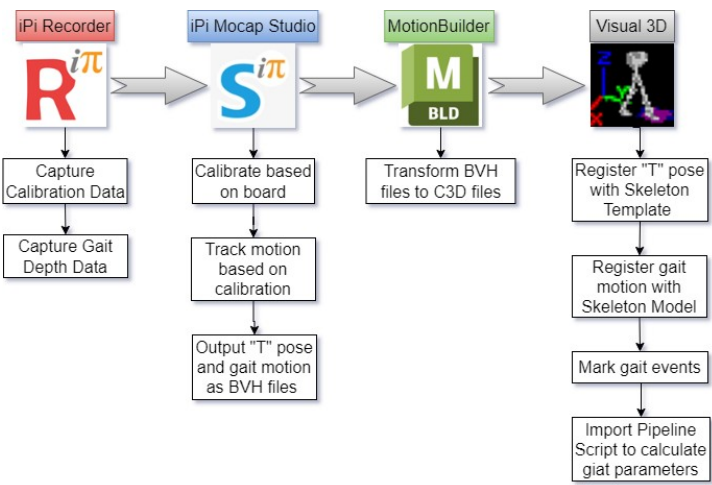 iPi Recorder
iPi Mocap Studio
MotionBuilder
Visual 3D
R iπ
S iπ
M
BLD
Z
Y
X
Capture
Calibration Data
Capture Gait
Depth Data
Calibrate based
on board
Track motion
based on
calibration
Output "T" pose
and gait motion
as BVH files
Transform BVH
files to C3D files
Register "T" pose
with Skeleton
Template
Register gait
motion with
Skeleton Model
Mark gait events
Import Pipeline
Script to calculate
giat parameters